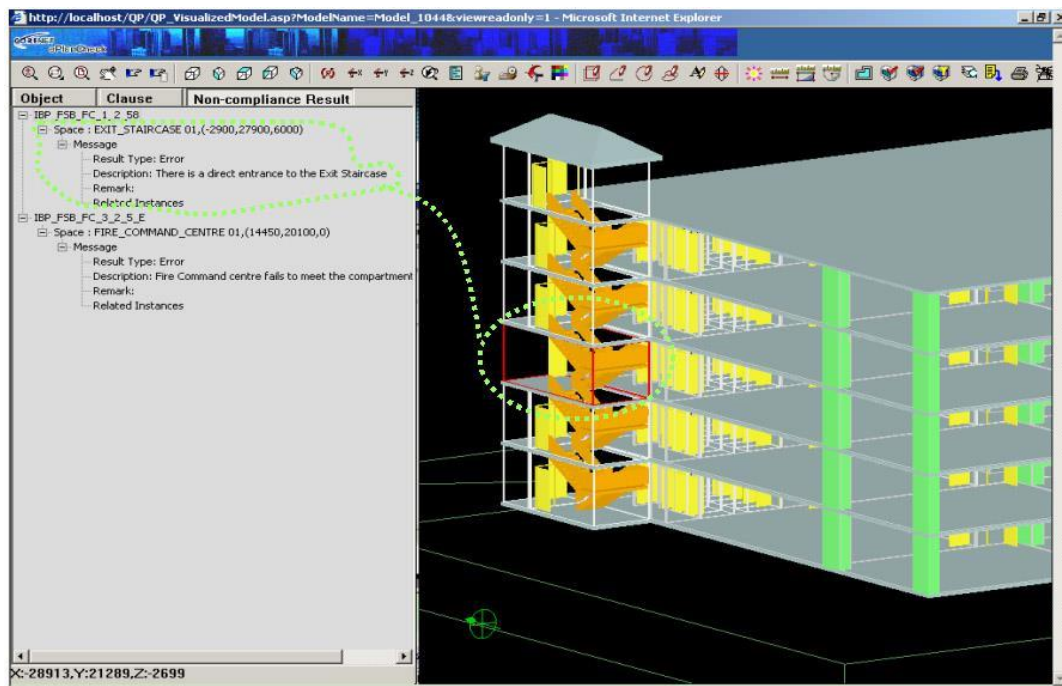 http://localhost/QP/QP_VisualizedModel.asp?ModelName=Model_1044&viewreadonly=1 - Microsoft Internet Explorer
ePlanCheck
Object Clause Non-compliance Result
IBP_FSB_FC_1_2_58
Space : EXIT_STAIRCASE 01,(-2900,27900,6000)
Message
Result Type: Error
Description: There is a direct entrance to the Exit Staircase
Remark:
Related Instances
IBP_FSB_FC_3_2_5_E
Space : FIRE_COMMAND_CENTRE 01,(14450,20100,0)
Message
Result Type: Error
Description: Fire Command centre fails to meet the compartment
Remark:
Related Instances
X:-28913,Y:21289,Z:-2699